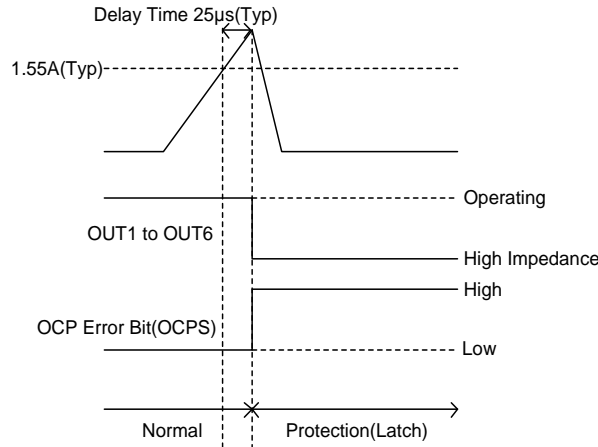 Delay Time 25µs(Typ)
1.55A(Typ)
Operating
OUT1 to OUT6
High Impedance
High
OCP Error Bit(OCPS)
Low
Normal
Protection(Latch)